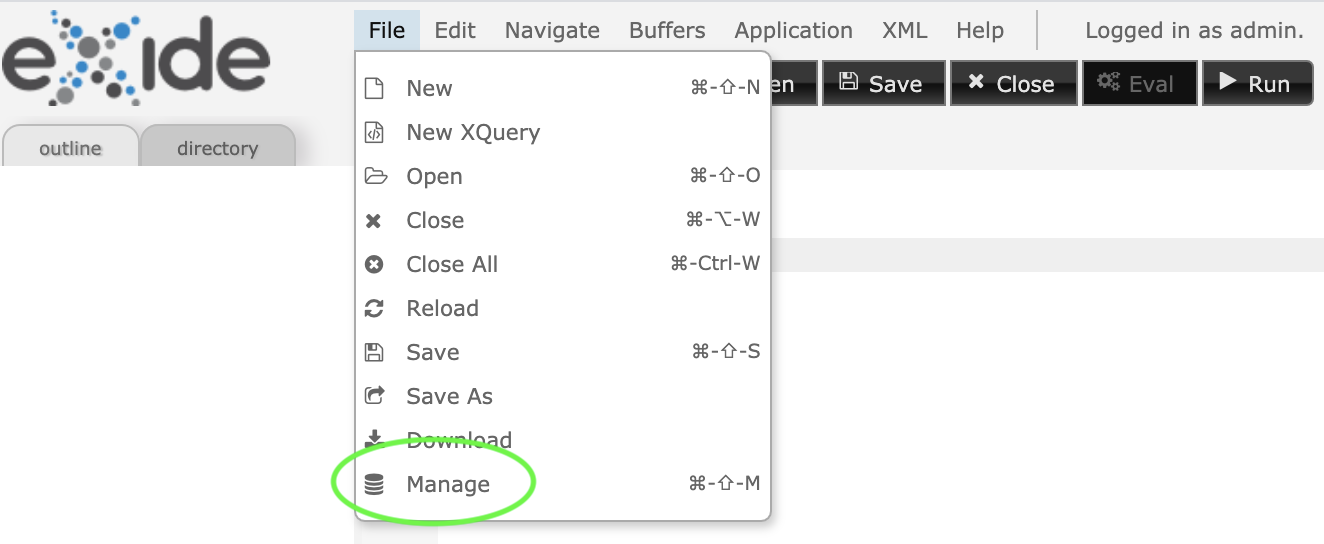 eXide
File Edit Navigate Buffers Application XML Help Logged in as admin.
en Save Close Eval Run
outline directory
New ⌘-⇧-N
New XQuery
Open ⌘-⇧-O
Close ⌘-⌥-W
Close All ⌘-Ctrl-W
Reload
Save ⌘-⇧-S
Save As
Download
Manage ⌘-⇧-M